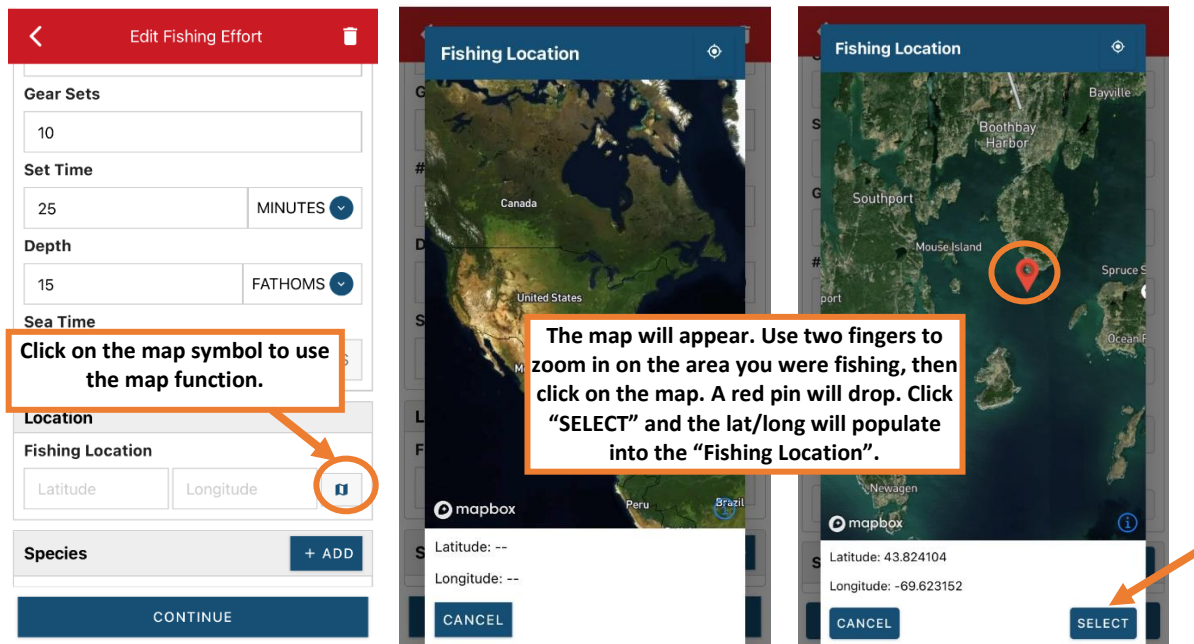 Edit Fishing Effort
Gear Sets
10
Set Time
25 MINUTES
Depth
15 FATHOMS
Sea Time
Click on the map symbol to use
the map function.
Location
Fishing Location
Latitude Longitude
Species + ADD
CONTINUE
Fishing Location
Canada
United States
Peru
Brazil
mapbox
Latitude: --
Longitude: --
CANCEL
The map will appear. Use two fingers to
zoom in on the area you were fishing, then
click on the map. A red pin will drop. Click
“SELECT” and the lat/long will populate
into the “Fishing Location”.
Fishing Location
Bayville
Boothbay
Harbor
Southport
Mouse Island
Spruce S
port
Ocean P
Newagen
mapbox
Latitude: 43.824104
Longitude: -69.623152
CANCEL SELECT